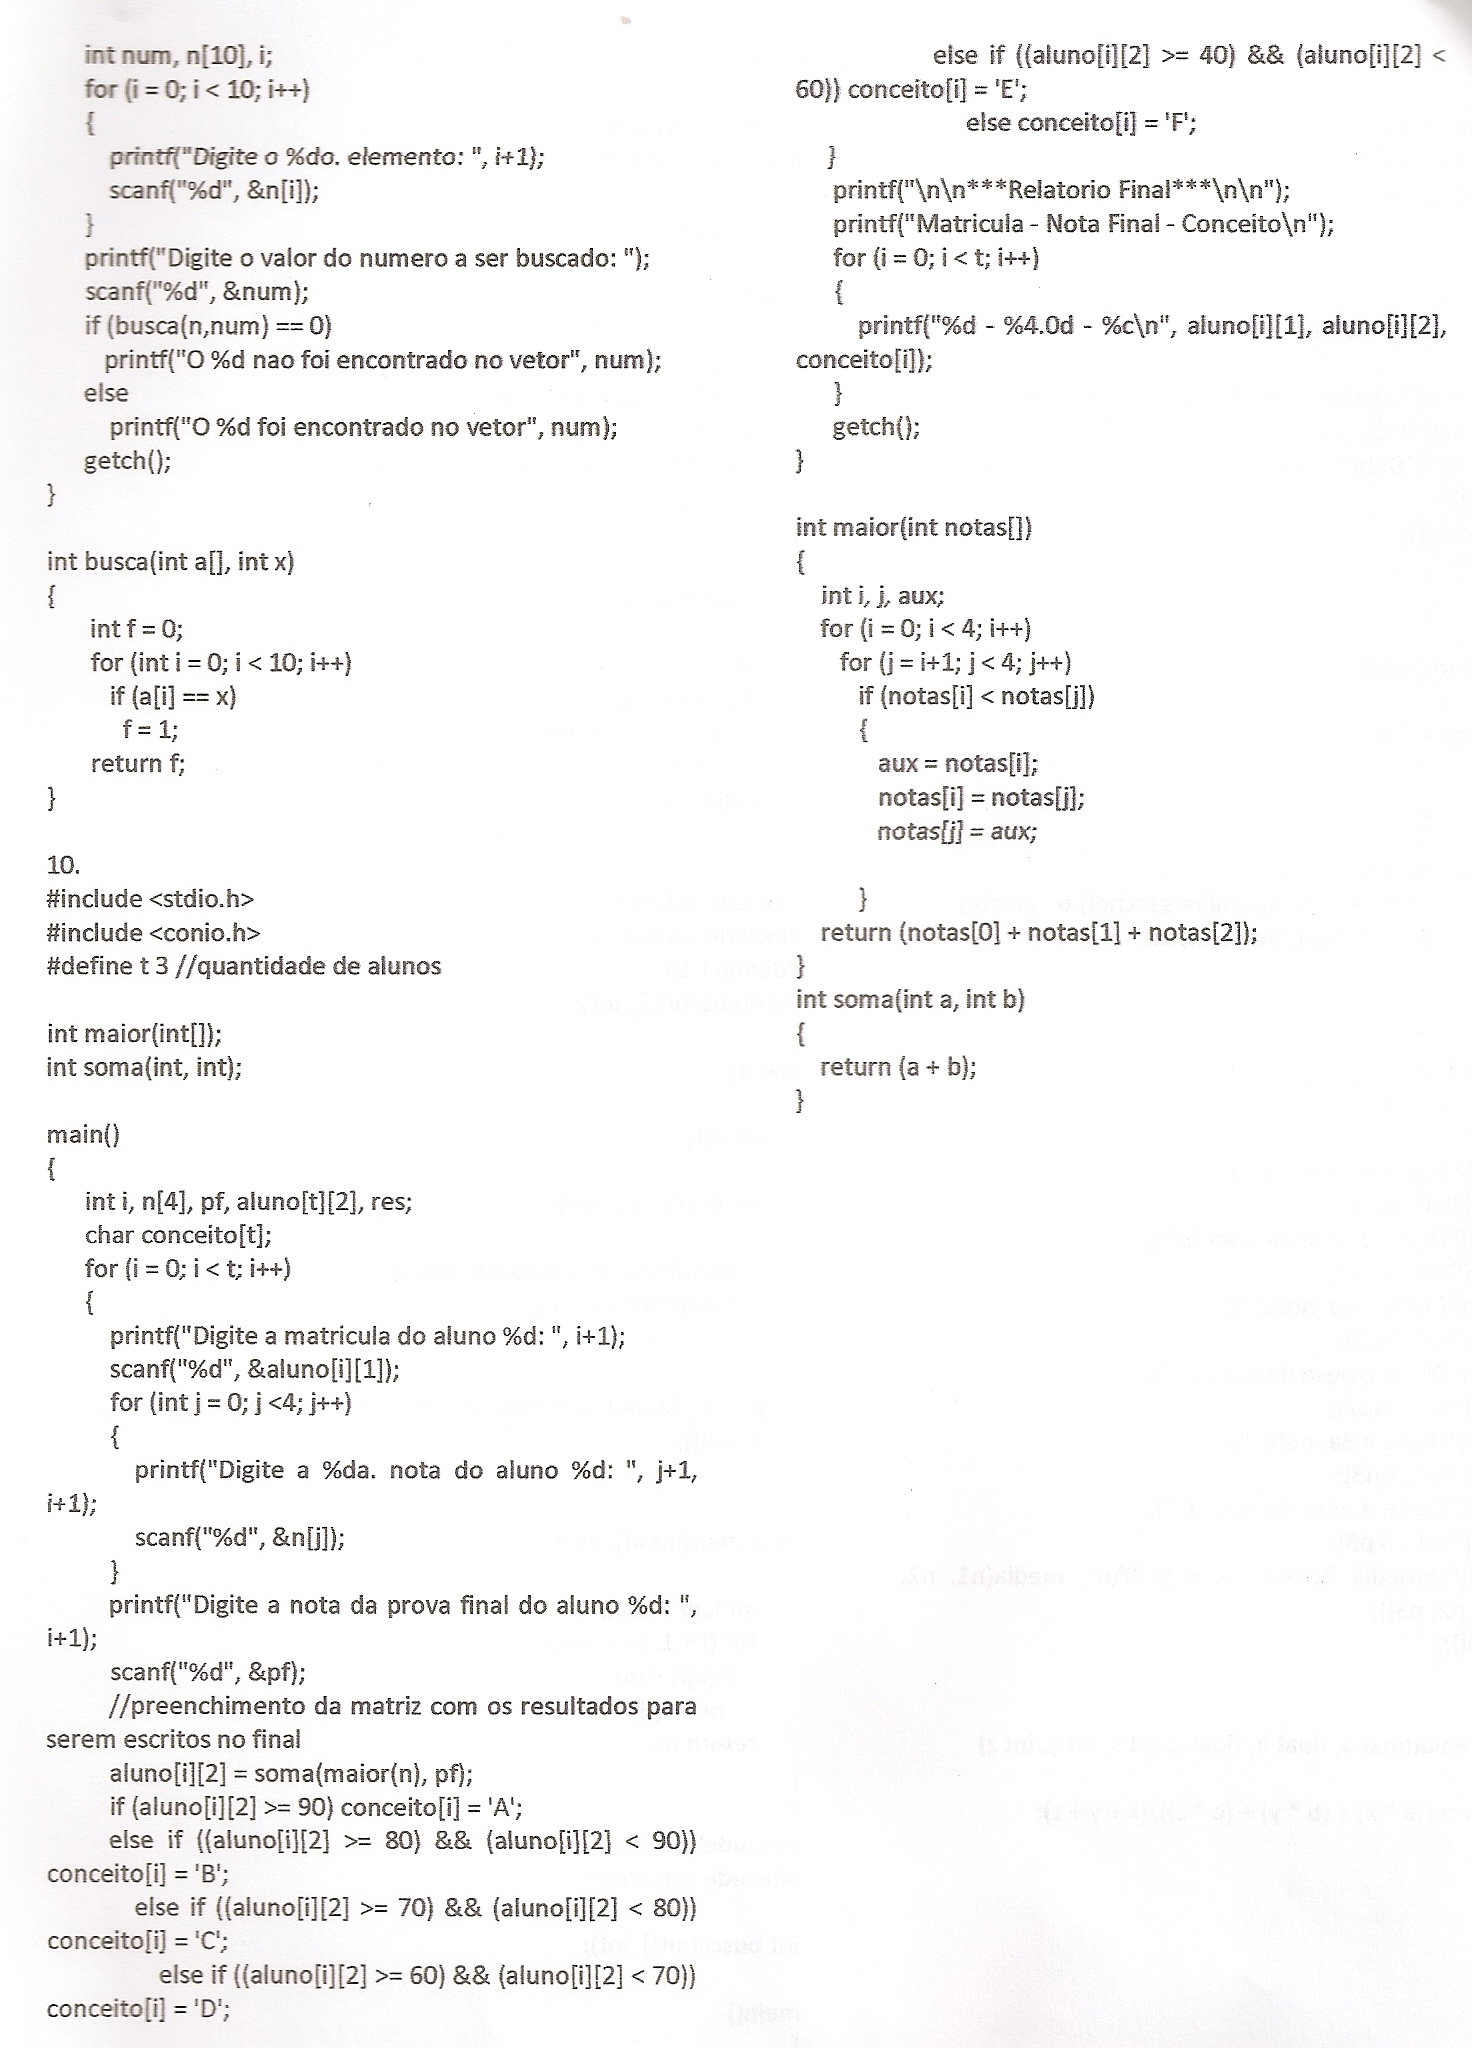 int num, n[10], i;
for (i = 0; i < 10; i++)
{
printf("Digite o %do. elemento: ", i+1);
scanf("%d", &n[i]);
}
printf("Digite o valor do numero a ser buscado: ");
scanf("%d", &num);
if (busca(n,num) == 0)
printf("O %d nao foi encontrado no vetor", num);
else
printf("O %d foi encontrado no vetor", num);
getch();
}
int busca(int a[], int x)
{
int f = 0;
for (int i = 0; i < 10; i++)
if (a[i] == x)
f = 1;
return f;
}
10.
#include <stdio.h>
#include <conio.h>
#define t 3 //quantidade de alunos
int maior(int[]);
int soma(int, int);
main()
{
int i, n[4], pf, aluno[t][2], res;
char conceito[t];
for (i = 0; i < t; i++)
{
printf("Digite a matricula do aluno %d: ", i+1);
scanf("%d", &aluno[i][1]);
for (int j = 0; j <4; j++)
{
printf("Digite a %da. nota do aluno %d: ", j+1,
i+1);
scanf("%d", &n[j]);
}
printf("Digite a nota da prova final do aluno %d: ",
i+1);
scanf("%d", &pf);
//preenchimento da matriz com os resultados para
serem escritos no final
aluno[i][2] = soma(maior(n), pf);
if (aluno[i][2] >= 90) conceito[i] = 'A';
else if ((aluno[i][2] >= 80) && (aluno[i][2] < 90))
conceito[i] = 'B';
else if ((aluno[i][2] >= 70) && (aluno[i][2] < 80))
conceito[i] = 'C';
else if ((aluno[i][2] >= 60) && (aluno[i][2] < 70))
conceito[i] = 'D';
else if ((aluno[i][2] >= 40) && (aluno[i][2] <
60)) conceito[i] = 'E';
else conceito[i] = 'F';
}
printf("\n\n***Relatorio Final***\n\n");
printf("Matricula - Nota Final - Conceito\n");
for (i = 0; i < t; i++)
{
printf("%d - %4.0d - %c\n", aluno[i][1], aluno[i][2],
conceito[i]);
}
getch();
}
int maior(int notas[])
{
int i, j, aux;
for (i = 0; i < 4; i++)
for (j = i+1; j < 4; j++)
if (notas[i] < notas[j])
{
aux = notas[i];
notas[i] = notas[j];
notas[j] = aux;
}
return (notas[0] + notas[1] + notas[2]);
}
int soma(int a, int b)
{
return (a + b);
}